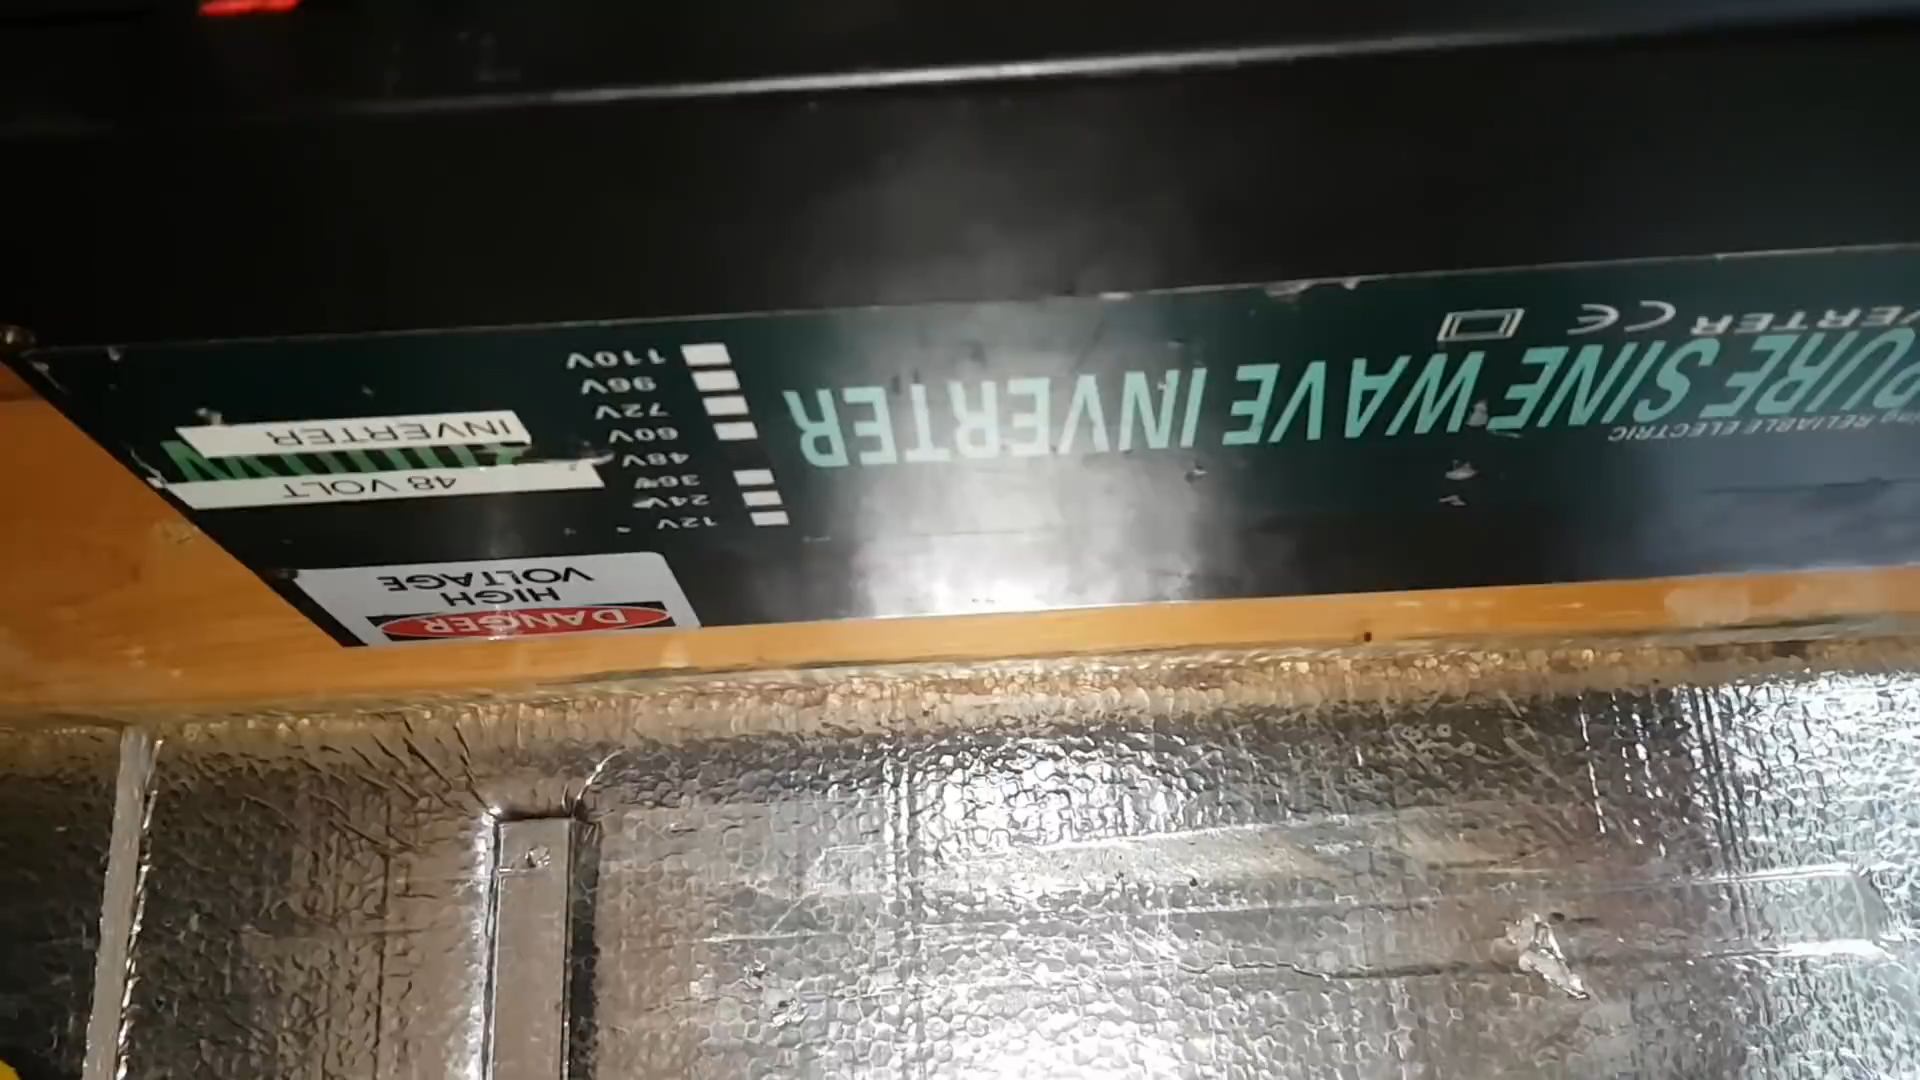 DANGER
HIGH
VOLTAGE
48 VOLT
INVERTER
12V
24V
36V
48V
60V
72V
96V
110V
RELIABLE ELECTRIC
PURE SINE WAVE INVERTER
CE